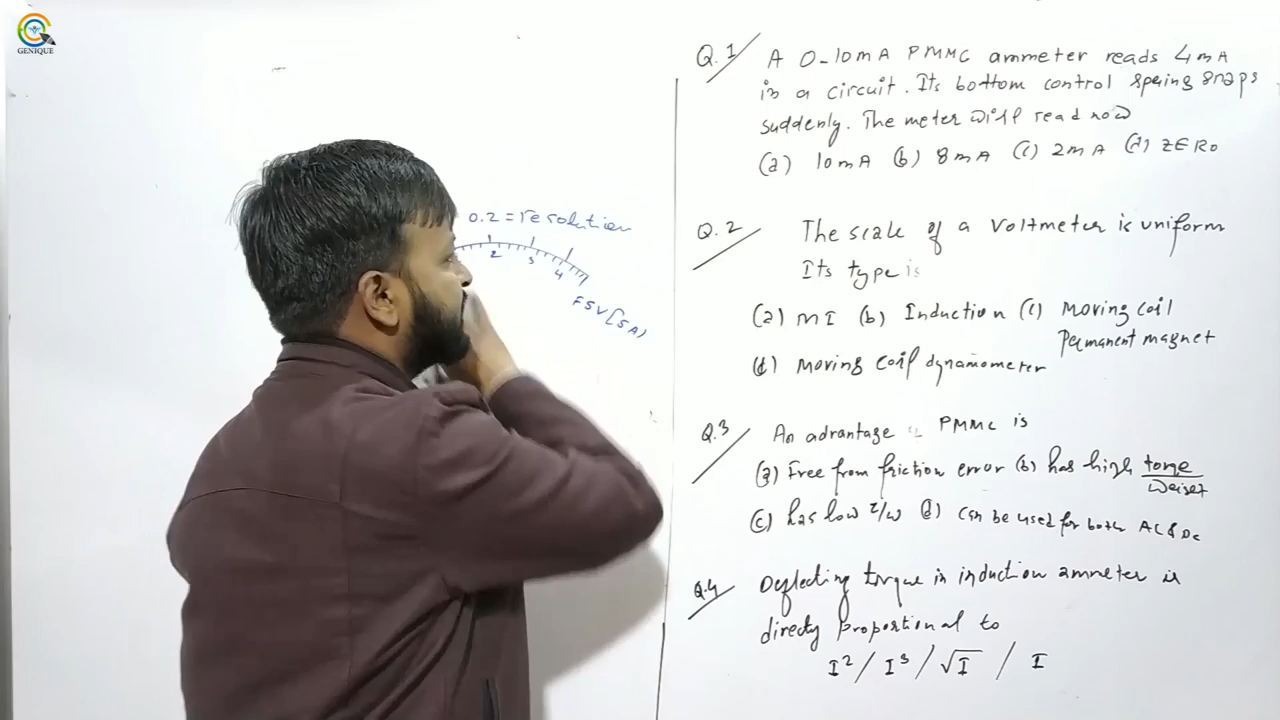 GENIQUE
0.2 = resolution
2 3 4
FSV [5A]
Q.1 A 0-10mA PMMC ammeter reads 4mA
in a circuit. Its bottom control spring snaps
suddenly. The meter will read now
(a) 10mA (b) 8mA (c) 2mA (d) ZERO
Q.2 The scale of a voltmeter is uniform
Its type is
(a) MI (b) Induction (c) Moving coil
Permanent magnet
(d) Moving coil dynamometer
Q.3 An advantage PMMC is
(a) Free from friction error (b) has high torqe
(c) has low τ/w (d) can be used for both AC & DC
Q.4 Deflecting torque in induction ammeter is
directly proportional to
I² / I³ / √I / I